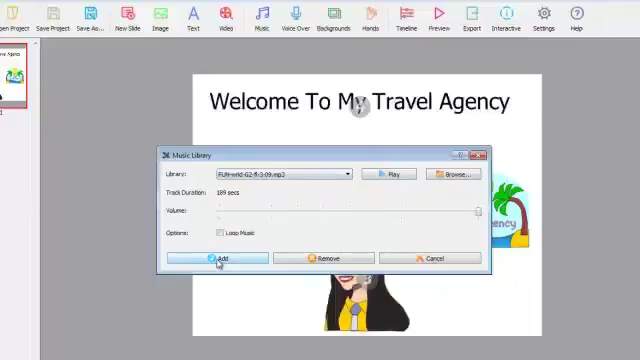 Open Project Save Project Save As... New Slide Image Text Video Music Voice Over Backgrounds Hands Timeline Preview Export Interactive Settings Help
Welcome To My Travel Agency
Music Library
Library: Play Browse...
Track Duration: 189 secs
Volume:
Options: Loop Music
Add Remove Cancel